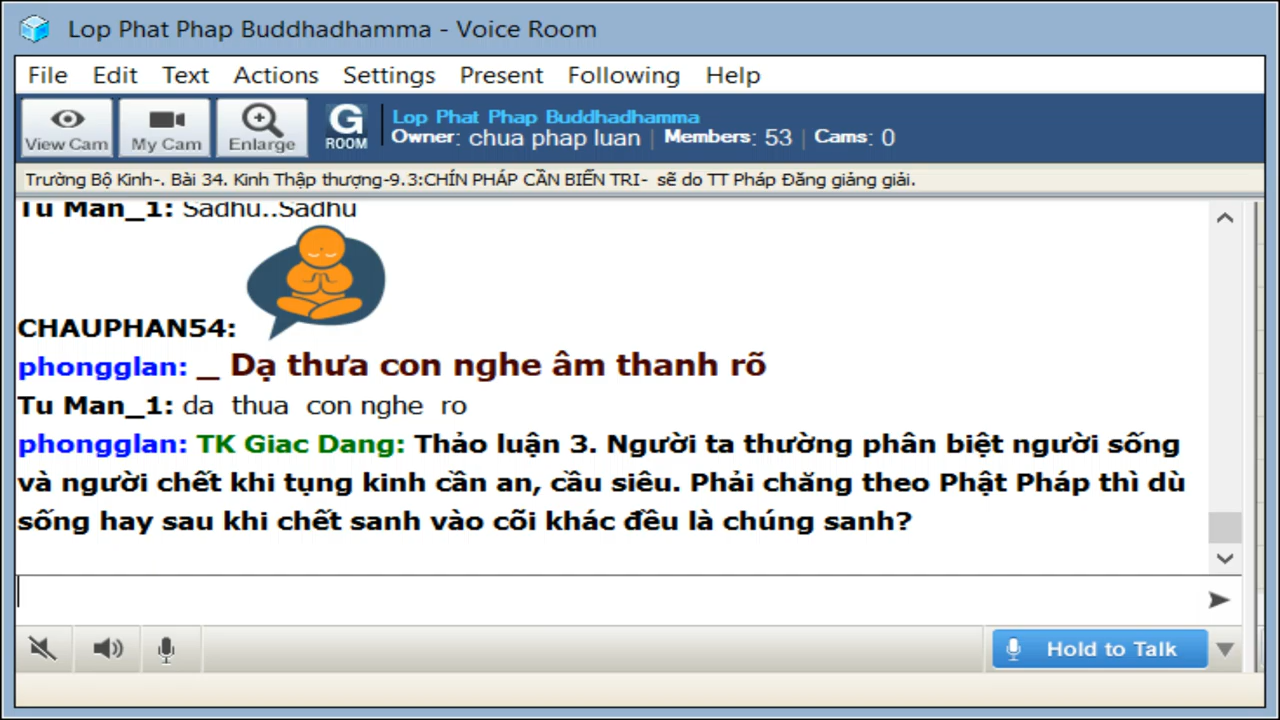 Lop Phat Phap Buddhadhamma - Voice Room
File Edit Text Actions Settings Present Following Help
View Cam My Cam Enlarge G ROOM
Lop Phat Phap Buddhadhamma
Owner: chua phap luan | Members: 53 | Cams: 0
Trường Bộ Kinh-. Bài 34. Kinh Thập thượng-9.3:CHÍN PHÁP CẦN BIẾN TRI- sẽ do TT Pháp Đăng giảng giải.
Tu Man_1: Sadhu..Sadhu
CHAUPHAN54:
phongglan: _ Dạ thưa con nghe âm thanh rõ
Tu Man_1: da thua con nghe ro
phongglan: TK Giac Dang: Thảo luận 3. Người ta thường phân biệt người sống
và người chết khi tụng kinh cần an, cầu siêu. Phải chăng theo Phật Pháp thì dù
sống hay sau khi chết sanh vào cõi khác đều là chúng sanh?
Hold to Talk